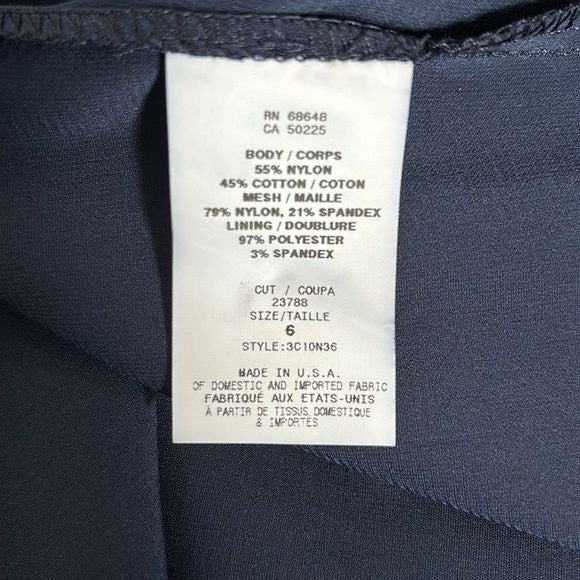 RN 68648
CA 50225
BODY / CORPS
55% NYLON
45% COTTON / COTON
MESH / MAILLE
79% NYLON, 21% SPANDEX
LINING / DOUBLURE
97% POLYESTER
3% SPANDEX
CUT / COUPA
23788
SIZE/TAILLE
6
STYLE:3C10N36
MADE IN U.S.A.
OF DOMESTIC AND IMPORTED FABRIC
FABRIQUÉ AUX ETATS-UNIS
À PARTIR DE TISSUS DOMESTIQUE
& IMPORTES